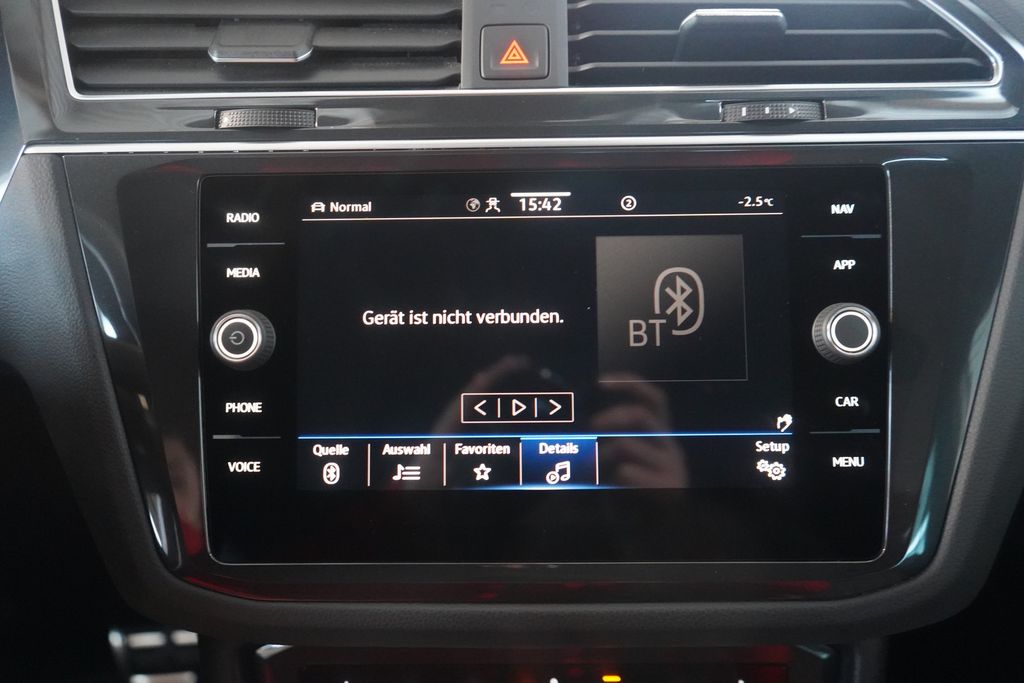 RADIO
MEDIA
PHONE
VOICE
Normal
15:42
2
-2.5°C
Gerät ist nicht verbunden.
BT
Quelle
Auswahl
Favoriten
Details
Setup
NAV
APP
CAR
MENU